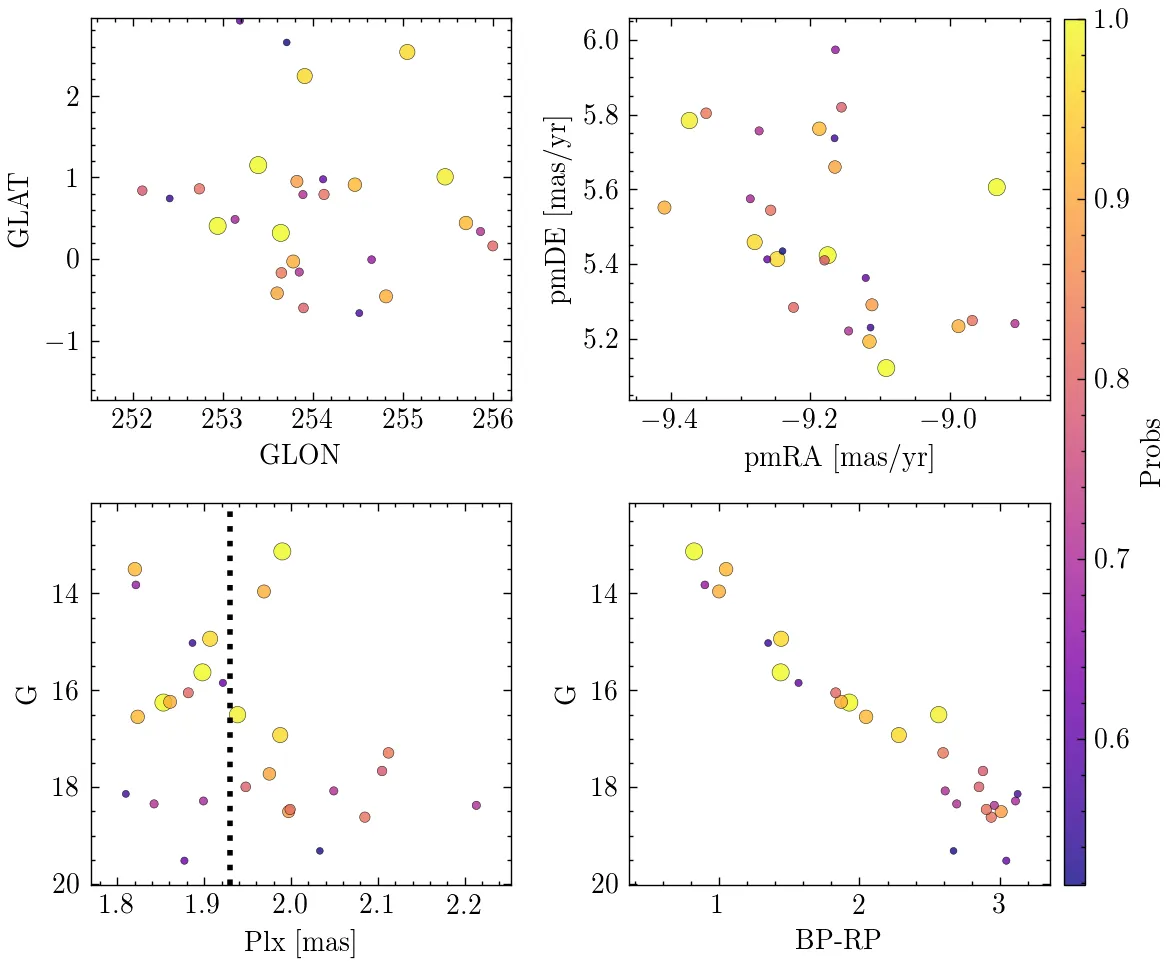 GLAT
2
1
0
−1
252 253 254 255 256
GLON
pmDE [mas/yr]
6.0
5.8
5.6
5.4
5.2
−9.4 −9.2 −9.0
pmRA [mas/yr]
1.0
0.9
0.8
0.7
0.6
Probs
G
14
16
18
20
1.8 1.9 2.0 2.1 2.2
Plx [mas]
G
14
16
18
20
1 2 3
BP-RP